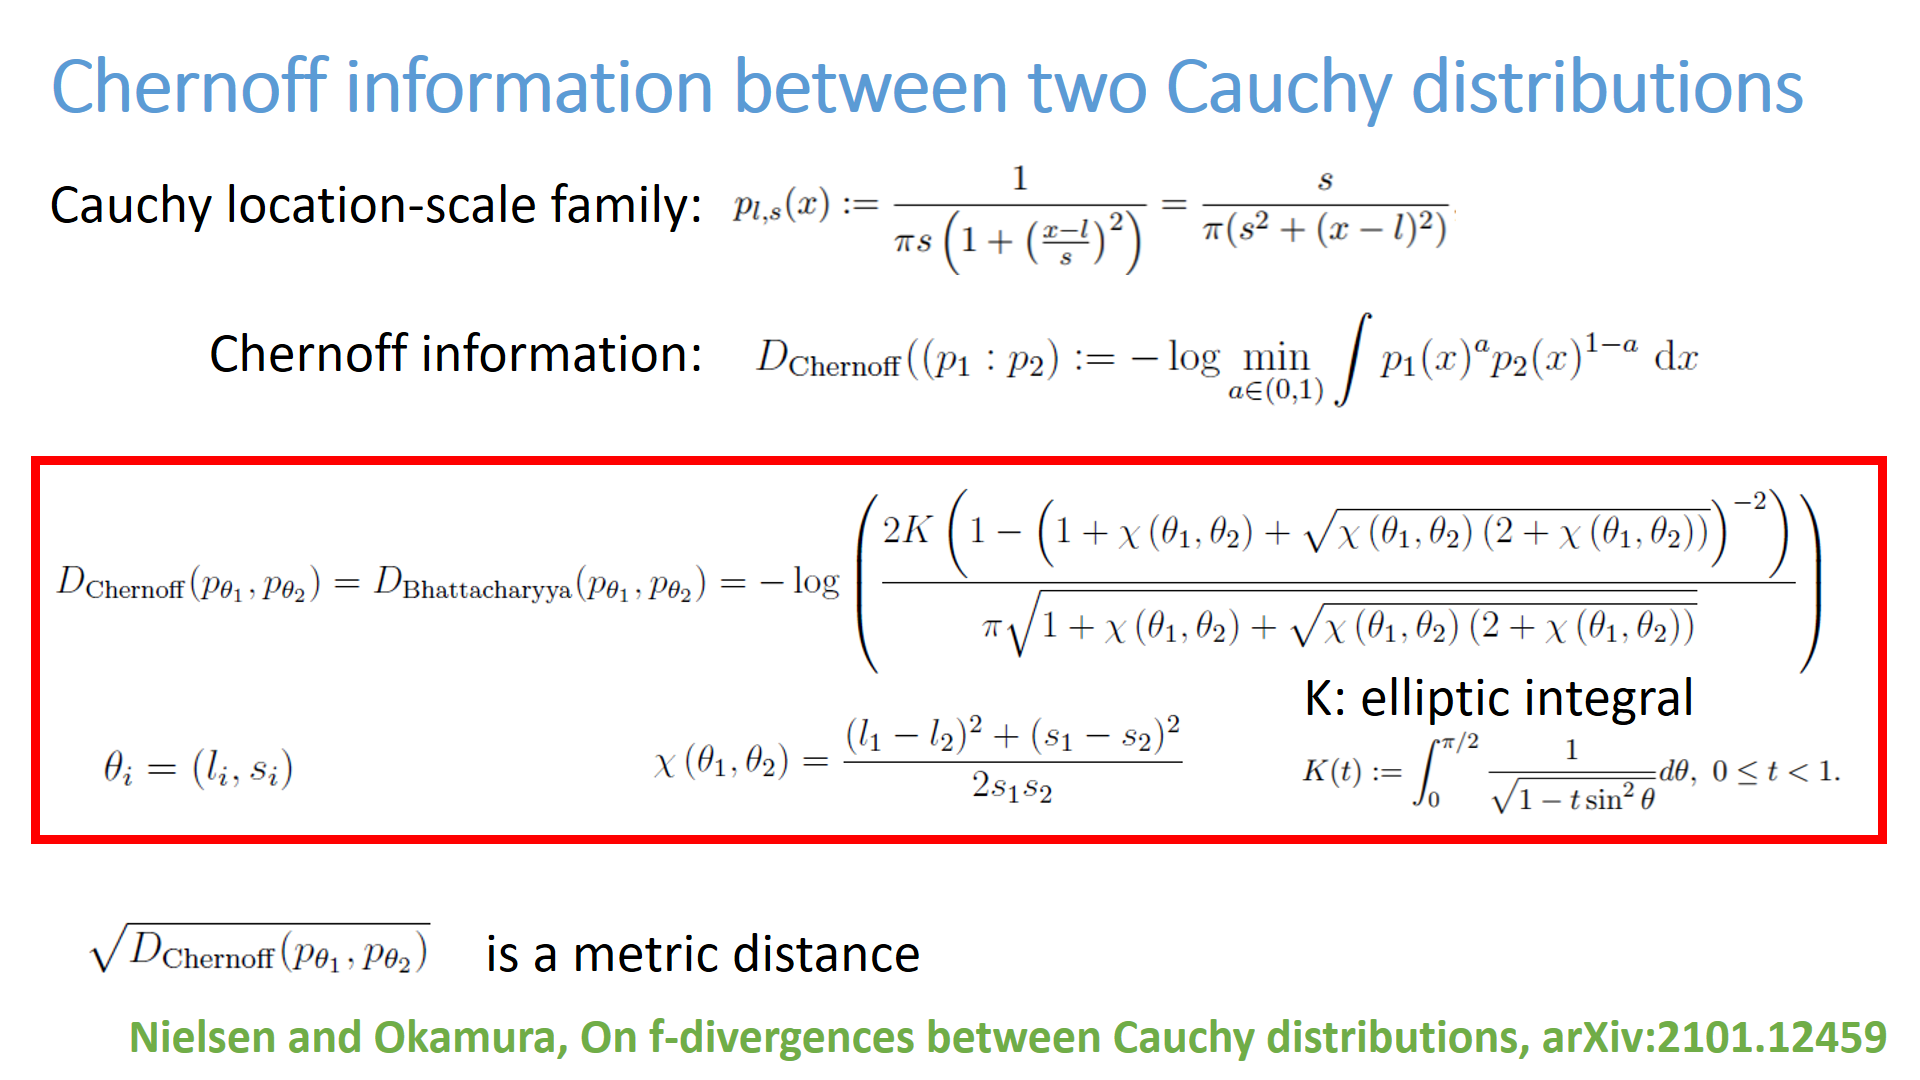 Chernoff information between two Cauchy distributions
Cauchy location-scale family: $p_{l,s}(x) := \frac{1}{\pi s \left(1 + \left(\frac{x-l}{s}\right)^2\right)} = \frac{s}{\pi(s^2 + (x-l)^2)}$
Chernoff information: $D_{\text{Chernoff}}((p_1 : p_2) := -\log \min_{a \in (0,1)} \int p_1(x)^a p_2(x)^{1-a} \, \mathrm{d}x$
$D_{\text{Chernoff}}(p_{\theta_1}, p_{\theta_2}) = D_{\text{Bhattacharyya}}(p_{\theta_1}, p_{\theta_2}) = -\log \left( \frac{2K\left(1 - \left(1 + \chi(\theta_1,\theta_2) + \sqrt{\chi(\theta_1,\theta_2)(2 + \chi(\theta_1,\theta_2))}\right)^{-2}\right)}{\pi\sqrt{1 + \chi(\theta_1,\theta_2) + \sqrt{\chi(\theta_1,\theta_2)(2 + \chi(\theta_1,\theta_2))}}} \right)$
K: elliptic integral
$\theta_i = (l_i, s_i)$ $\chi(\theta_1,\theta_2) = \frac{(l_1 - l_2)^2 + (s_1 - s_2)^2}{2 s_1 s_2}$ $K(t) := \int_0^{\pi/2} \frac{1}{\sqrt{1 - t\sin^2\theta}} d\theta, \ 0 \le t < 1.$
$\sqrt{D_{\text{Chernoff}}(p_{\theta_1}, p_{\theta_2})}$ is a metric distance
Nielsen and Okamura, On f-divergences between Cauchy distributions, arXiv:2101.12459